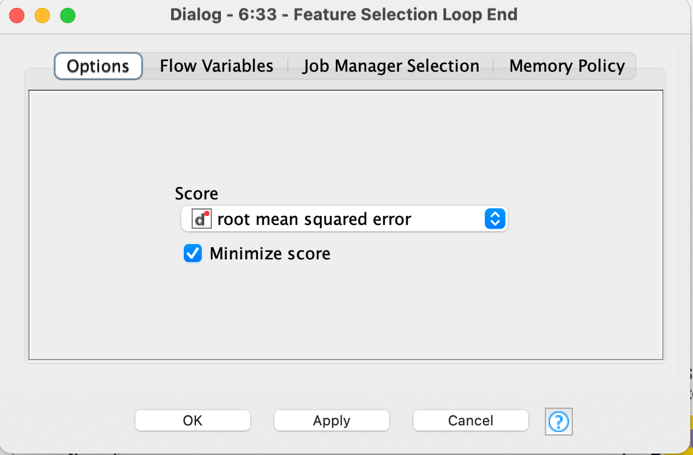 Dialog - 6:33 - Feature Selection Loop End
Options Flow Variables Job Manager Selection Memory Policy
Score
d root mean squared error
Minimize score
OK Apply Cancel ?